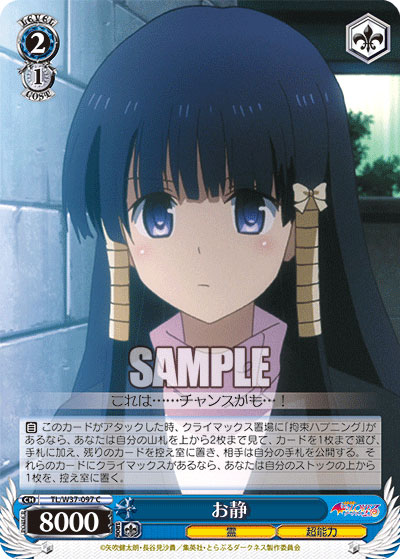 LEVEL
2
1
COST
SAMPLE
これは……チャンスかも…!
自 このカードがアタックした時、クライマックス置場に「拘束ハプニング」が
あるなら、あなたは自分の山札を上から2枚まで見て、カードを1枚まで選び、
手札に加え、残りのカードを控え室に置き、相手は自分の手札を公開する。そ
れらのカードにクライマックスがあるなら、あなたは自分のストックの上から
1枚を、控え室に置く。
CH TL/W37-097 C
お静
8000
霊
超能力
©矢吹健太朗・長谷見沙貴/集英社・とらぶるダークネス製作委員会